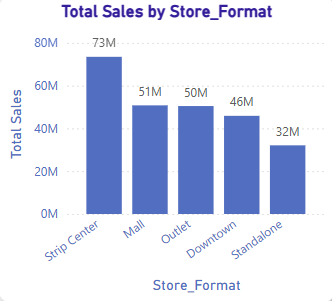 Total Sales by Store_Format
Total Sales
80M
60M
40M
20M
0M
73M
51M
50M
46M
32M
Strip Center
Mall
Outlet
Downtown
Standalone
Store_Format